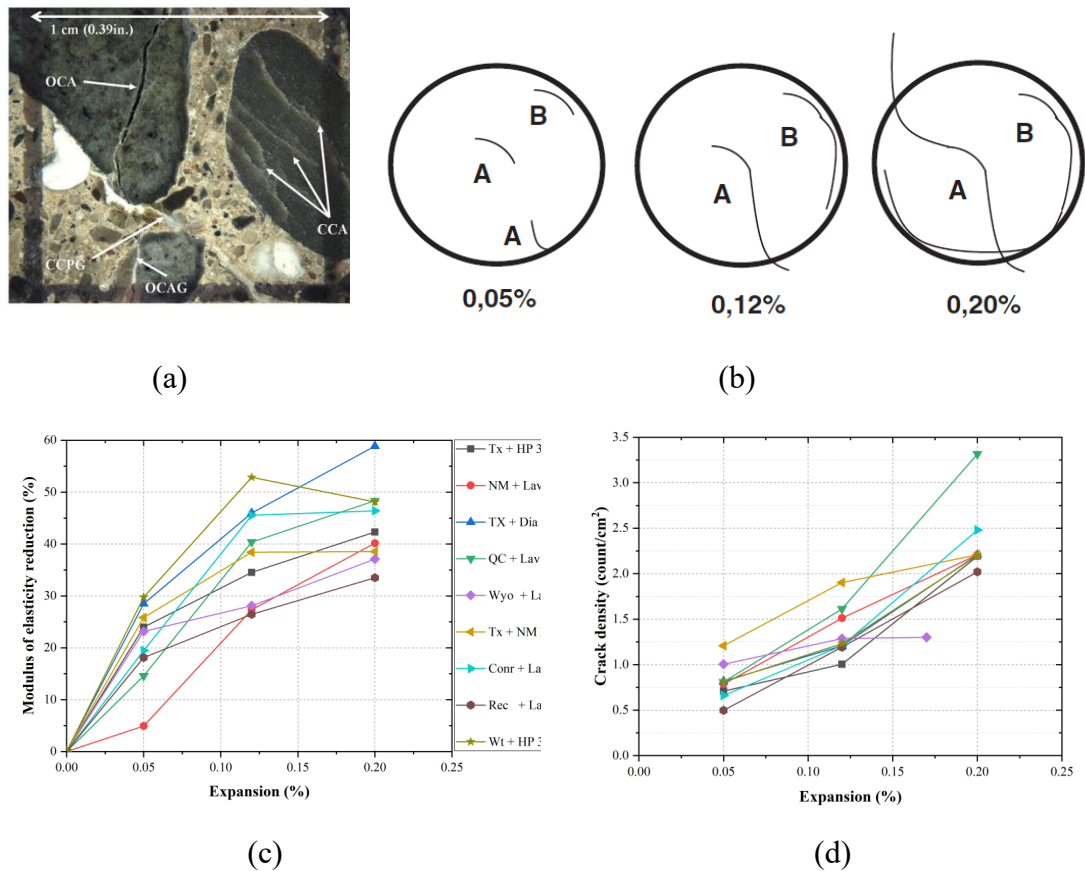 1 cm (0.39in.)
OCA
CCA
CCPG
OCAG
(a)
B
A
A
0,05%
B
A
0,12%
B
A
0,20%
(b)
Modulus of elasticity reduction (%)
60
50
40
30
20
10
0
0.00 0.05 0.10 0.15 0.20 0.25
Expansion (%)
Tx + HP 3
NM + Lav
TX + Dia
QC + Lav
Wyo + La
Tx + NM
Conr + La
Rec + La
Wt + HP 3
(c)
Crack density (count/cm²)
3.5
3.0
2.5
2.0
1.5
1.0
0.5
0.0
0.00 0.05 0.10 0.15 0.20 0.25
Expansion (%)
(d)